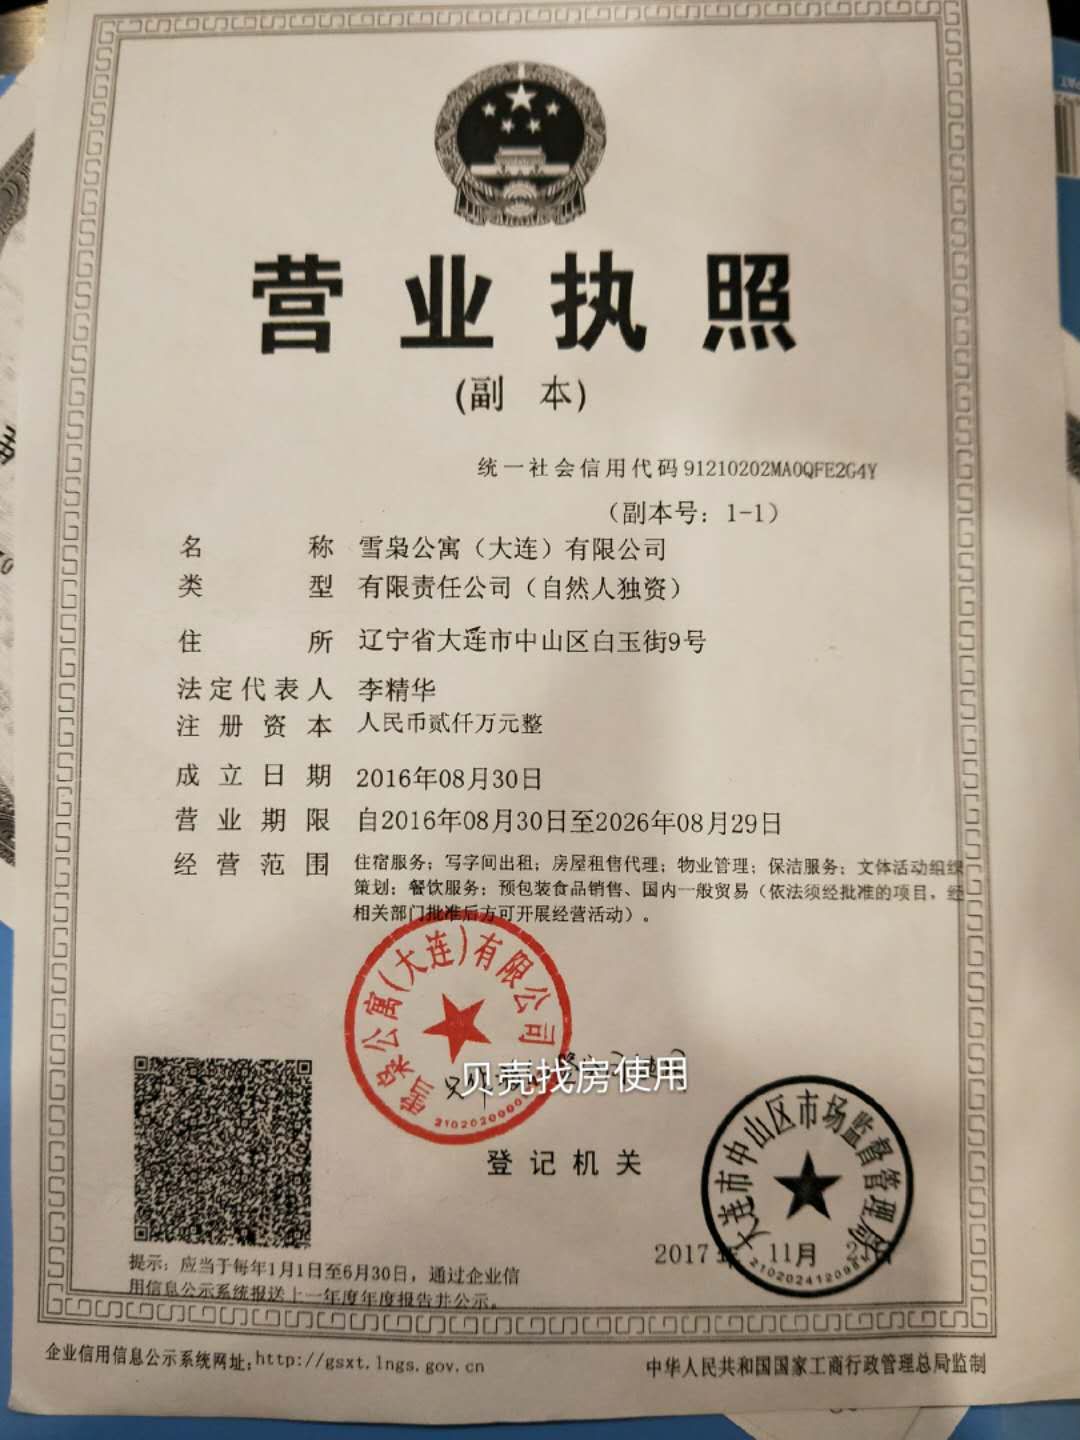 营业执照
(副 本)
统一社会信用代码 91210202MA0QFE2G4Y
（副本号：1-1）
名 称 雪枭公寓（大连）有限公司
类 型 有限责任公司（自然人独资）
住 所 辽宁省大连市中山区白玉街9号
法定代表人 李精华
注册资本 人民币贰仟万元整
成立日期 2016年08月30日
营业期限 自2016年08月30日至2026年08月29日
经营范围 住宿服务；写字间出租；房屋租售代理；物业管理；保洁服务；文体活动组织
策划；餐饮服务；预包装食品销售、国内一般贸易（依法须经批准的项目，经
相关部门批准后方可开展经营活动）。
雪枭公寓(大连)有限公司
贝壳找房使用
登记机关
大连市中山区市场监督管理局
2017年 11月 日
提示：应当于每年1月1日至6月30日，通过企业信
用信息公示系统报送上一年度年度报告并公示。
企业信用信息公示系统网址：http://gsxt.lngs.gov.cn
中华人民共和国国家工商行政管理总局监制